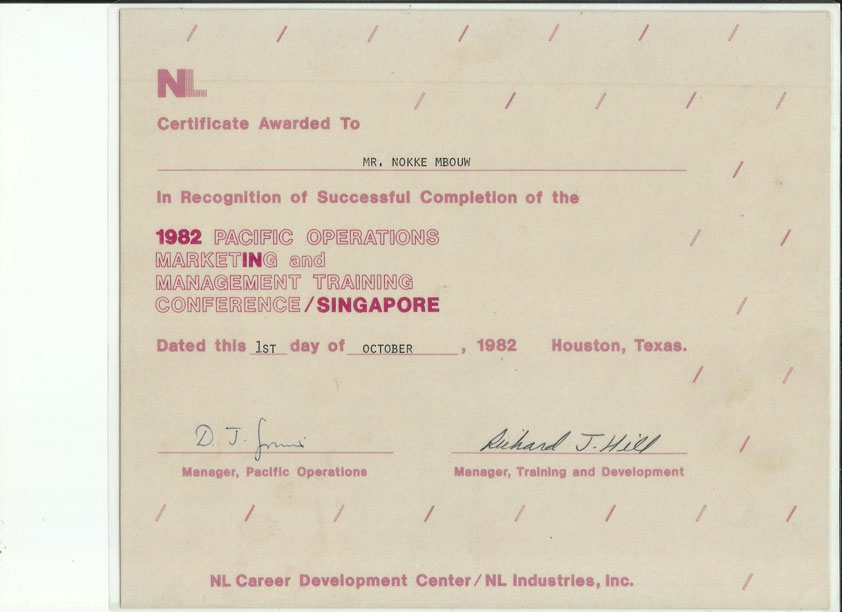 NL
Certificate Awarded To
MR. NOKKE MBOUW
In Recognition of Successful Completion of the
1982 PACIFIC OPERATIONS
MARKETING and
MANAGEMENT TRAINING
CONFERENCE/SINGAPORE
Dated this 1ST day of OCTOBER, 1982 Houston, Texas.
D. J. Richard J. Hill
Manager, Pacific Operations Manager, Training and Development
NL Career Development Center/NL Industries, Inc.